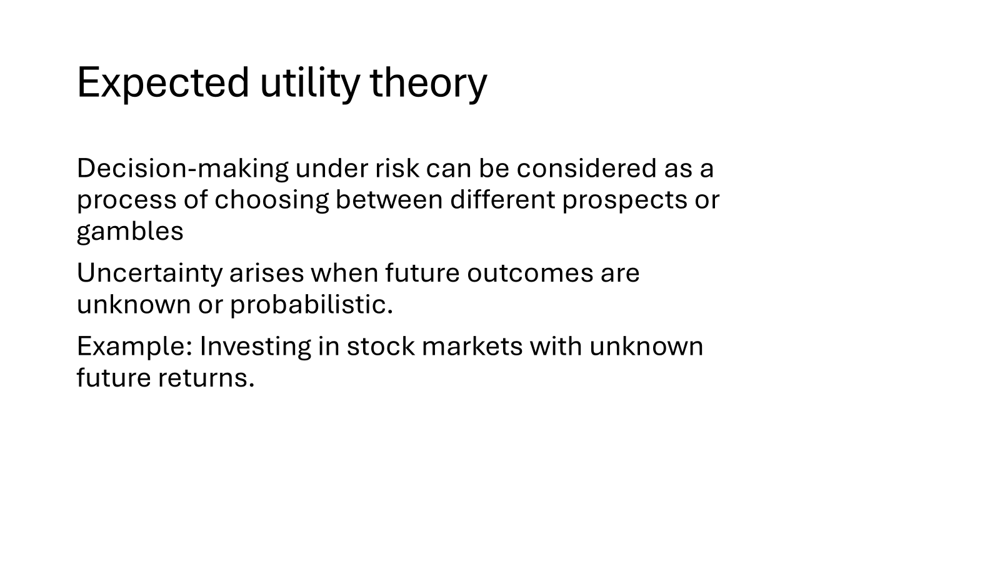 Expected utility theory
Decision-making under risk can be considered as a
process of choosing between different prospects or
gambles
Uncertainty arises when future outcomes are
unknown or probabilistic.
Example: Investing in stock markets with unknown
future returns.